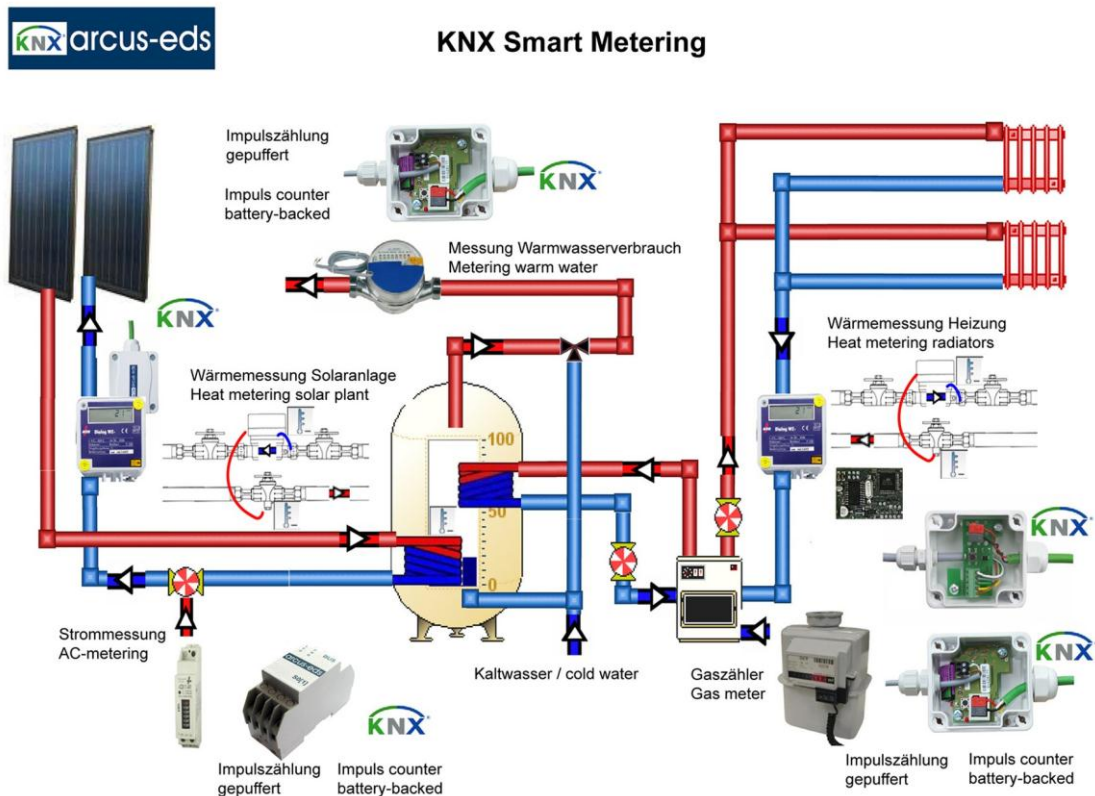 KNX arcus-eds
KNX Smart Metering
Impulszählung
gepuffert
Impuls counter
battery-backed
KNX
Messung Warmwasserverbrauch
Metering warm water
KNX
Wärmemessung Solaranlage
Heat metering solar plant
Wärmemessung Heizung
Heat metering radiators
100
50
0
KNX
Strommessung
AC-metering
arcus-eds
Kaltwasser / cold water
Gaszähler
Gas meter
KNX
KNX
Impulszählung
gepuffert
Impuls counter
battery-backed
Impulszählung
gepuffert
Impuls counter
battery-backed